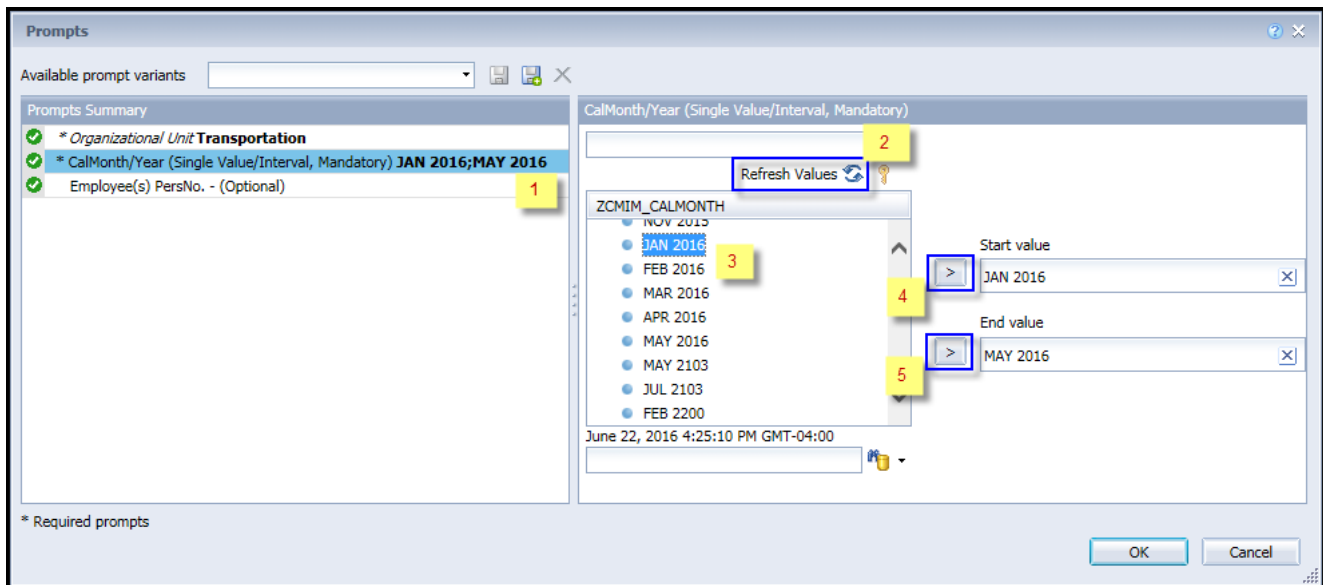 Prompts
Available prompt variants
Prompts Summary
* Organizational Unit Transportation
* CalMonth/Year (Single Value/Interval, Mandatory) JAN 2016;MAY 2016
Employee(s) PersNo. - (Optional)
1
CalMonth/Year (Single Value/Interval, Mandatory)
2
Refresh Values
ZCMIM_CALMONTH
NOV 2015
JAN 2016
3
FEB 2016
MAR 2016
APR 2016
MAY 2016
MAY 2103
JUL 2103
FEB 2200
June 22, 2016 4:25:10 PM GMT-04:00
Start value
> JAN 2016
4
End value
> MAY 2016
5
* Required prompts
OK Cancel